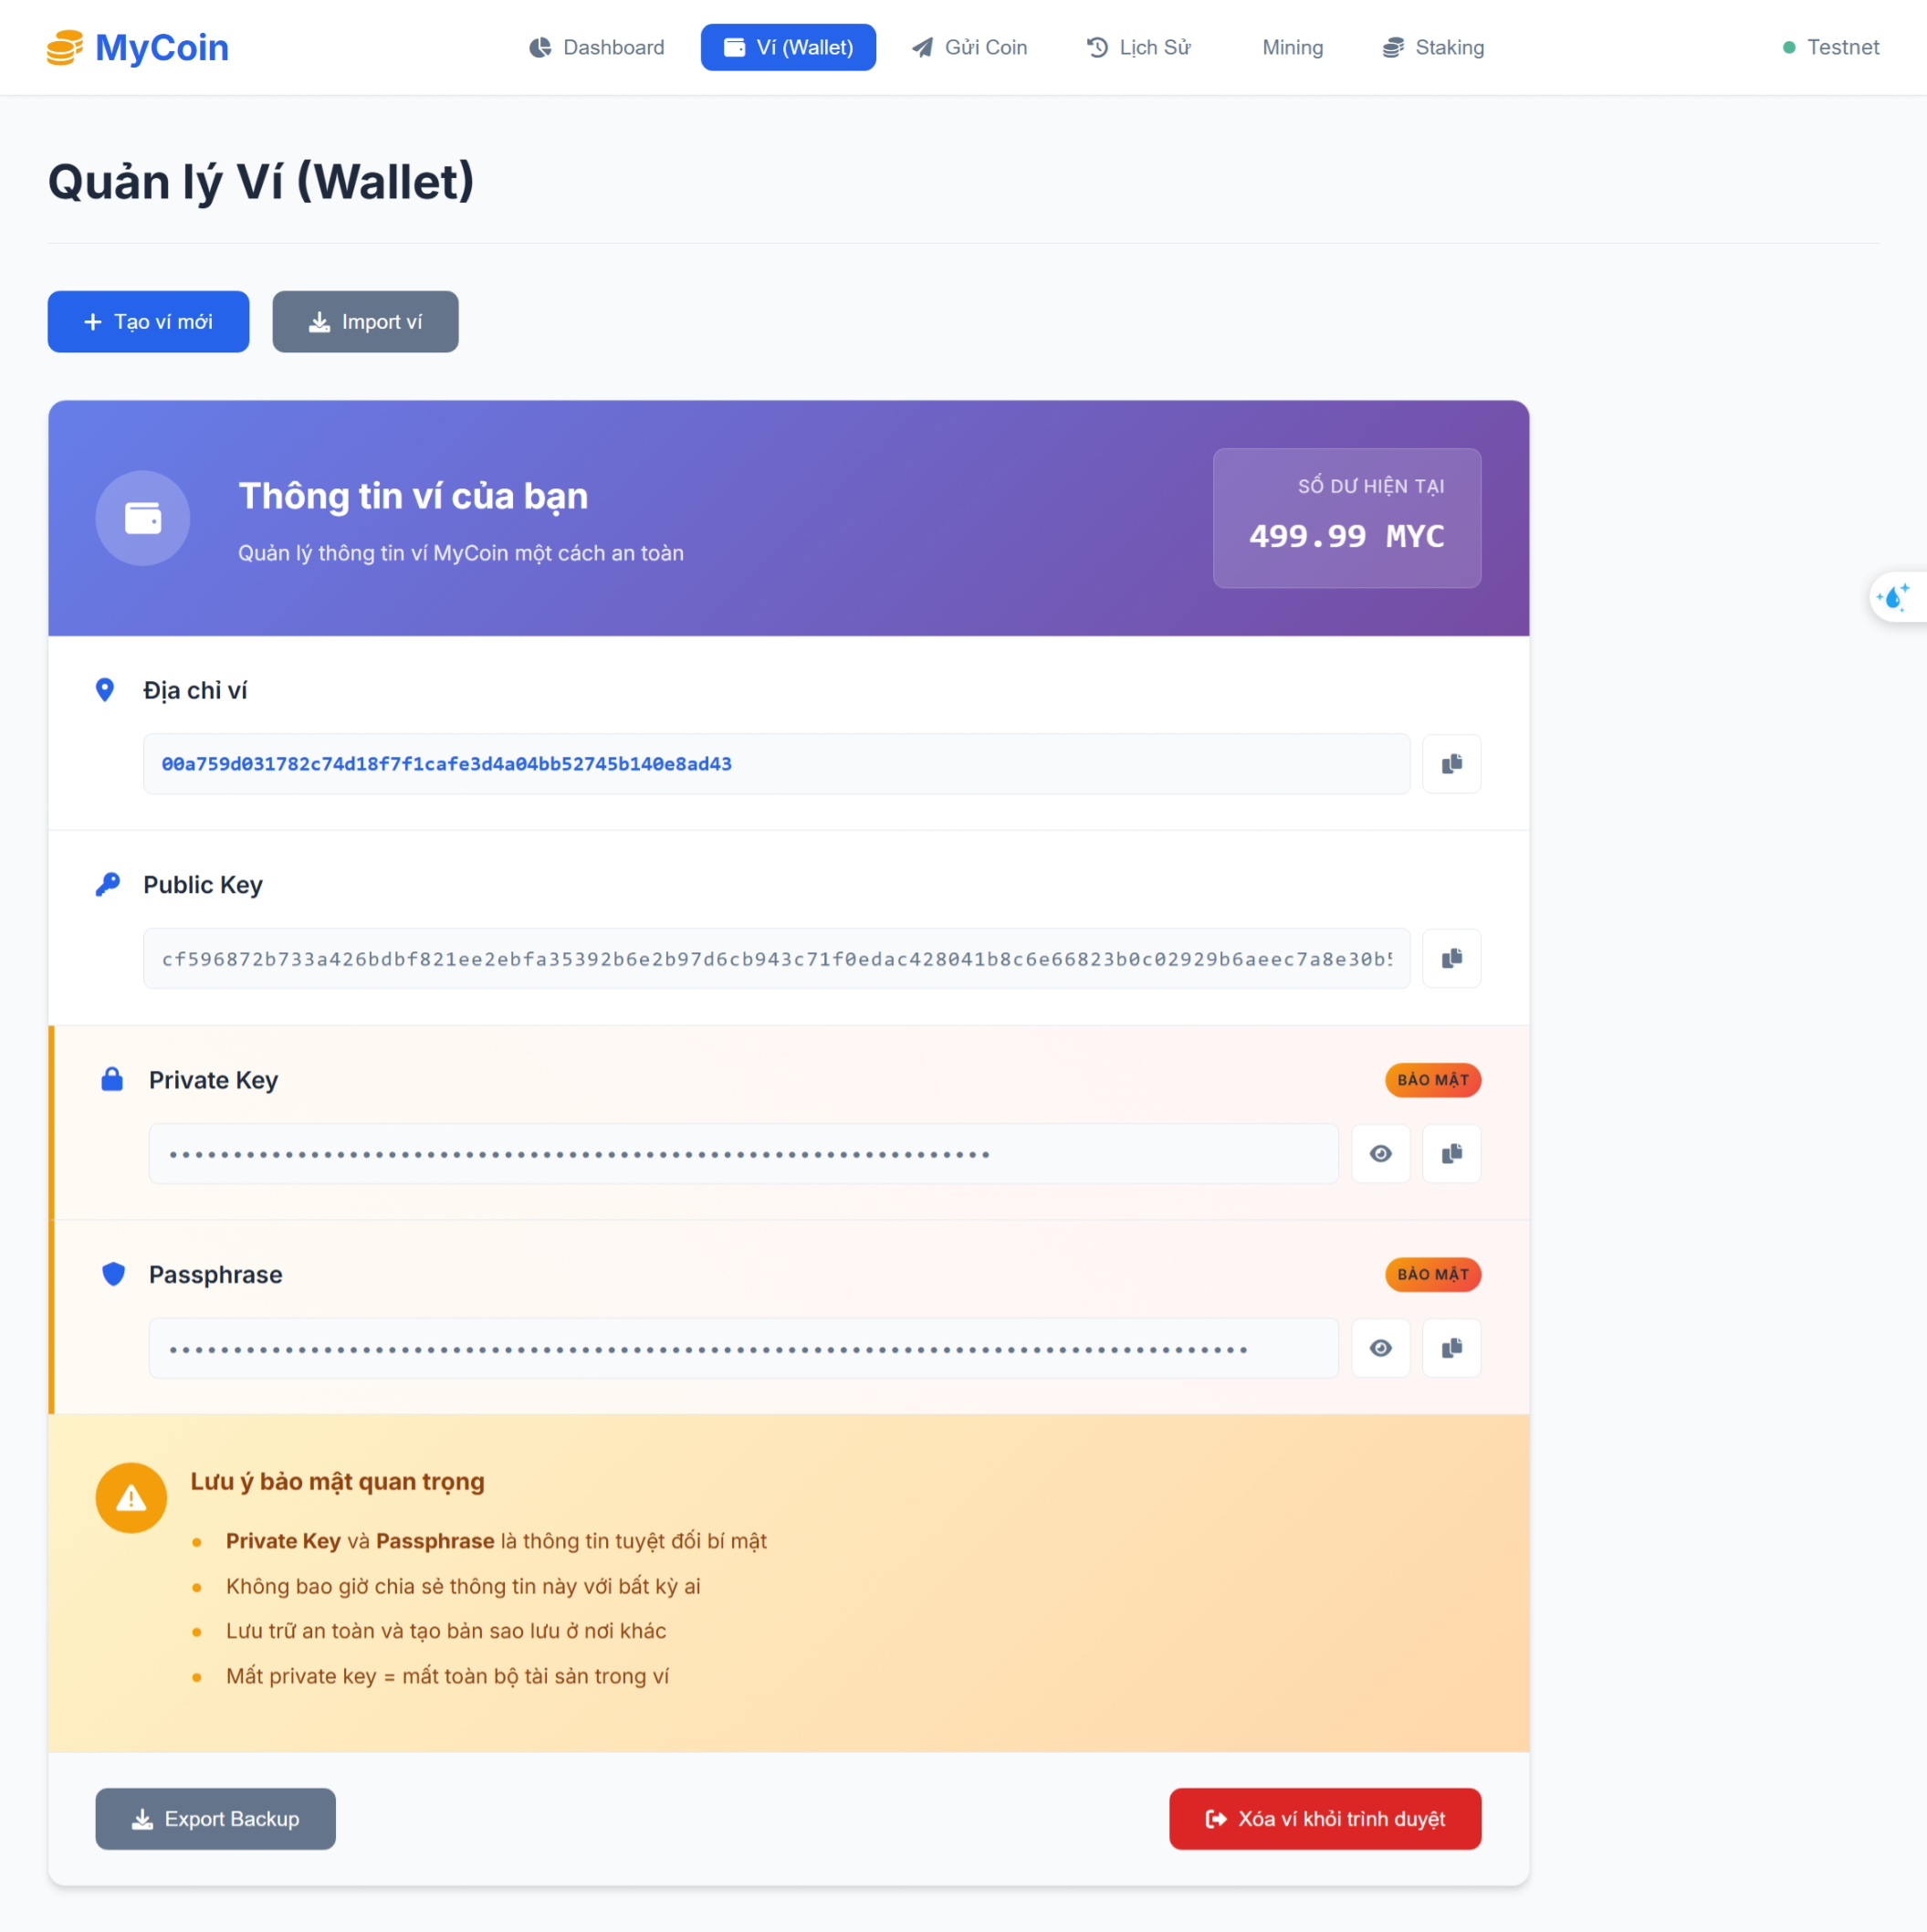 MyCoin
Dashboard
Ví (Wallet)
Gửi Coin
Lịch Sử
Mining
Staking
Testnet
Quản lý Ví (Wallet)
Tạo ví mới
Import ví
Thông tin ví của bạn
Quản lý thông tin ví MyCoin một cách an toàn
SỐ DƯ HIỆN TẠI
499.99 MYC
Địa chỉ ví
00a759d031782c74d18f7f1cafe3d4a04bb52745b140e8ad43
Public Key
cf596872b733a426bdbf821ee2ebfa35392b6e2b97d6cb943c71f0edac428041b8c6e66823b0c02929b6aeec7a8e30b5
Private Key
BẢO MẬT
Passphrase
BẢO MẬT
Lưu ý bảo mật quan trọng
Private Key và Passphrase là thông tin tuyệt đối bí mật
Không bao giờ chia sẻ thông tin này với bất kỳ ai
Lưu trữ an toàn và tạo bản sao lưu ở nơi khác
Mất private key = mất toàn bộ tài sản trong ví
Export Backup
Xóa ví khỏi trình duyệt